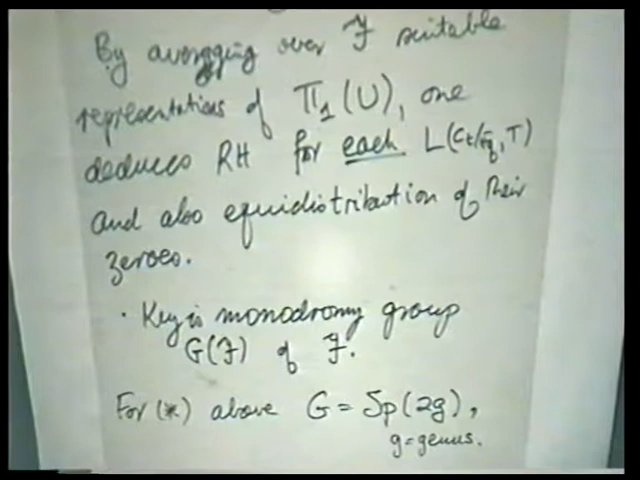 By averaging over ℱ suitable
representations of Π₁(U), one
deduces RH for each L(Ct/𝔽q, T)
and also equidistribution of their
zeroes.
· Key is monodromy group
G(ℱ) of ℱ.
For (*) above G = Sp(2g),
g = genus.